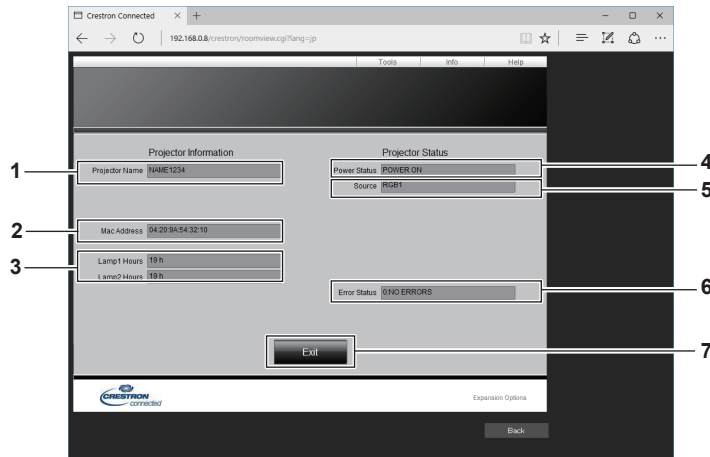 Crestron Connected
192.168.0.8/crestron/roomview.cgi?lang=jp
Tools Info Help
Projector Information
Projector Status
1
Projector Name NAME1234
Power Status POWER ON
4
Source RGB1
5
2
Mac Address 04:20:9A:54:32:10
3
Lamp1 Hours 19 h
Lamp2 Hours 19 h
Error Status 0:NO ERRORS
6
Exit
7
CRESTRON
connected
Expansion Options
Back